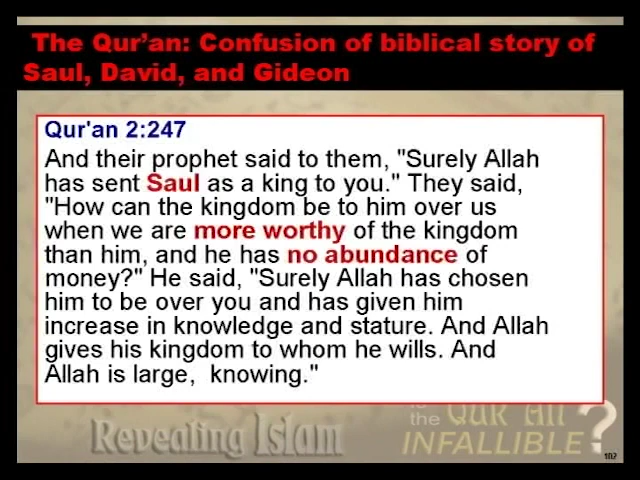 The Qur’an: Confusion of biblical story of
Saul, David, and Gideon
Qur'an 2:247
And their prophet said to them, "Surely Allah
has sent Saul as a king to you." They said,
"How can the kingdom be to him over us
when we are more worthy of the kingdom
than him, and he has no abundance of
money?" He said, "Surely Allah has chosen
him to be over you and has given him
increase in knowledge and stature. And Allah
gives his kingdom to whom he wills. And
Allah is large,  knowing."
Revealing Islam
is
the QUR'AN
INFALLIBLE?
102